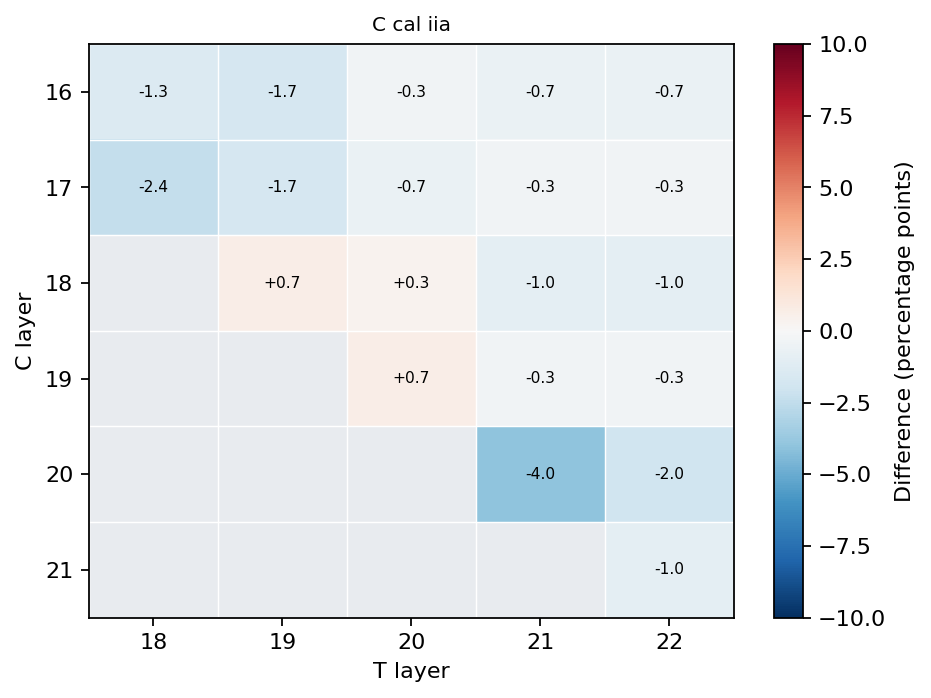 C cal iia
16 -1.3 -1.7 -0.3 -0.7 -0.7
17 -2.4 -1.7 -0.7 -0.3 -0.3
18 +0.7 +0.3 -1.0 -1.0
19 +0.7 -0.3 -0.3
20 -4.0 -2.0
21 -1.0
18 19 20 21 22
T layer
C layer
10.0
7.5
5.0
2.5
0.0
−2.5
−5.0
−7.5
−10.0
Difference (percentage points)